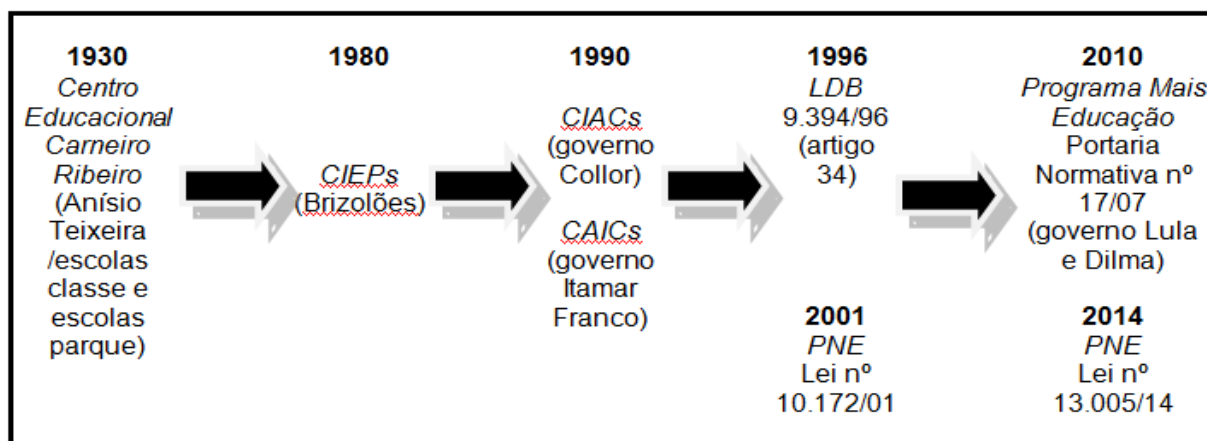 1930
Centro
Educacional
Carneiro
Ribeiro
(Anísio
Teixeira
/escolas
classe e
escolas
parque)
1980
CIEPs
(Brizolões)
1990
CIACs
(governo
Collor)
CAICs
(governo
Itamar
Franco)
1996
LDB
9.394/96
(artigo
34)
2001
PNE
Lei nº
10.172/01
2010
Programa Mais
Educação
Portaria
Normativa nº
17/07
(governo Lula
e Dilma)
2014
PNE
Lei nº
13.005/14